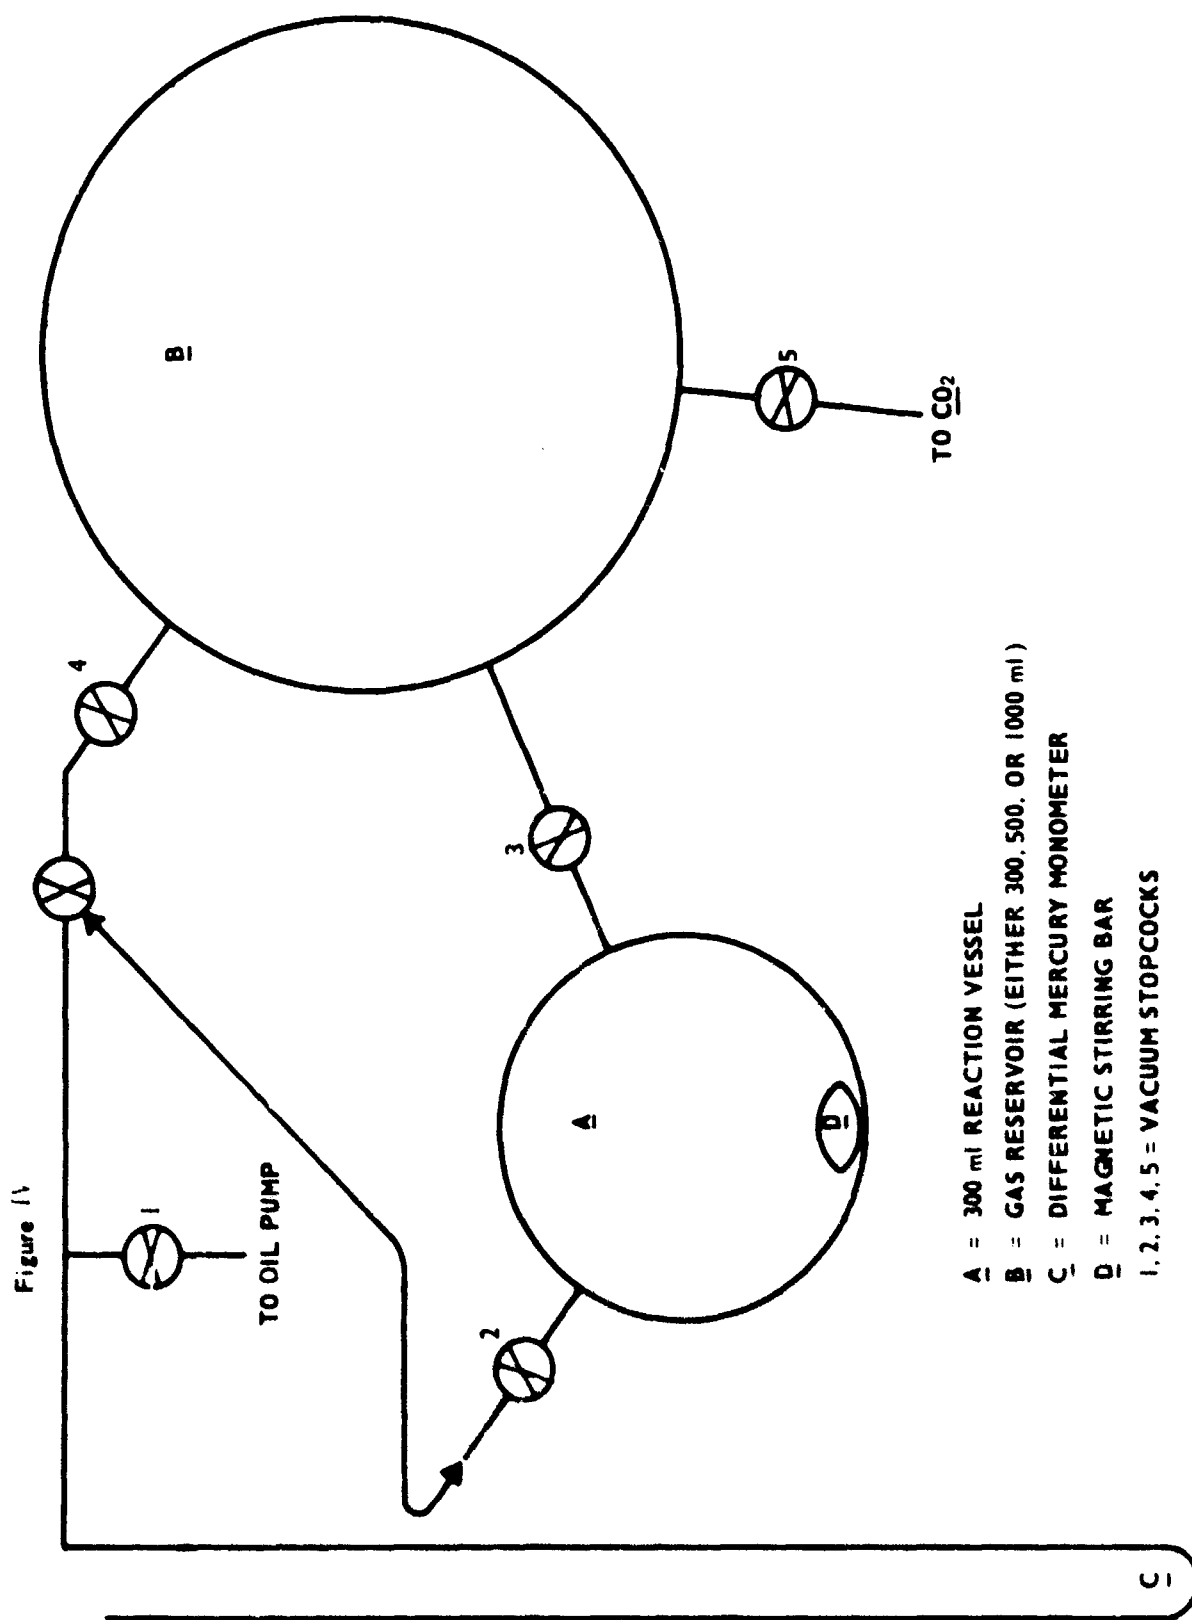 Figure IV
4
B
1
TO OIL PUMP
3
2
5
A
TO CO2
D
C
A = 300 ml REACTION VESSEL
B = GAS RESERVOIR (EITHER 300, 500, OR 1000 ml)
C = DIFFERENTIAL MERCURY MONOMETER
D = MAGNETIC STIRRING BAR
1, 2, 3, 4, 5 = VACUUM STOPCOCKS